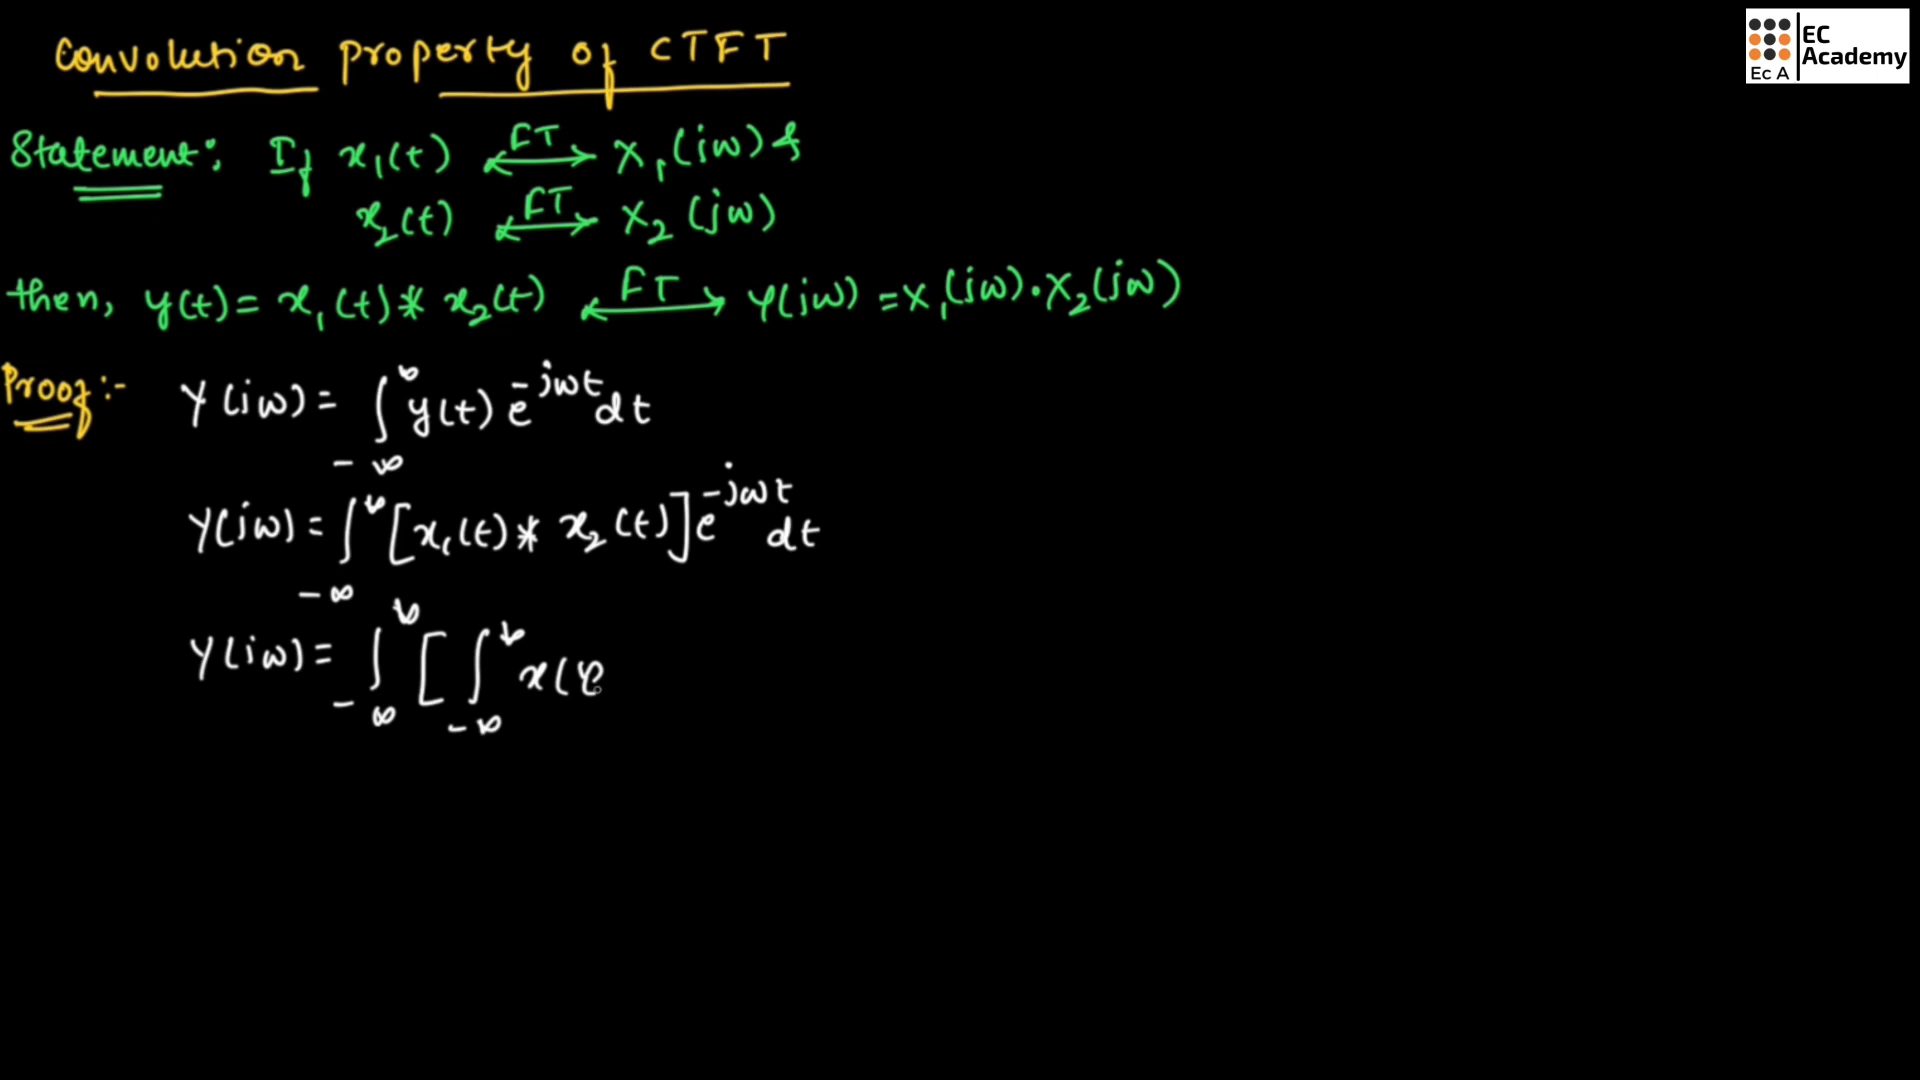 Convolution property of CTFT
EC Academy
Ec A
Statement: If x₁(t) ⟷FT X₁(jω) &
x₂(t) ⟷FT X₂(jω)
then, y(t) = x₁(t) * x₂(t) ⟷FT Y(jω) = X₁(jω)·X₂(jω)
Proof:- Y(jω) = ∫_{-∞}^{∞} y(t) e^{-jωt} dt
Y(jω) = ∫_{-∞}^{∞} [x₁(t) * x₂(t)] e^{-jωt} dt
Y(jω) = ∫_{-∞}^{∞} [ ∫_{-∞}^{∞} x(τ